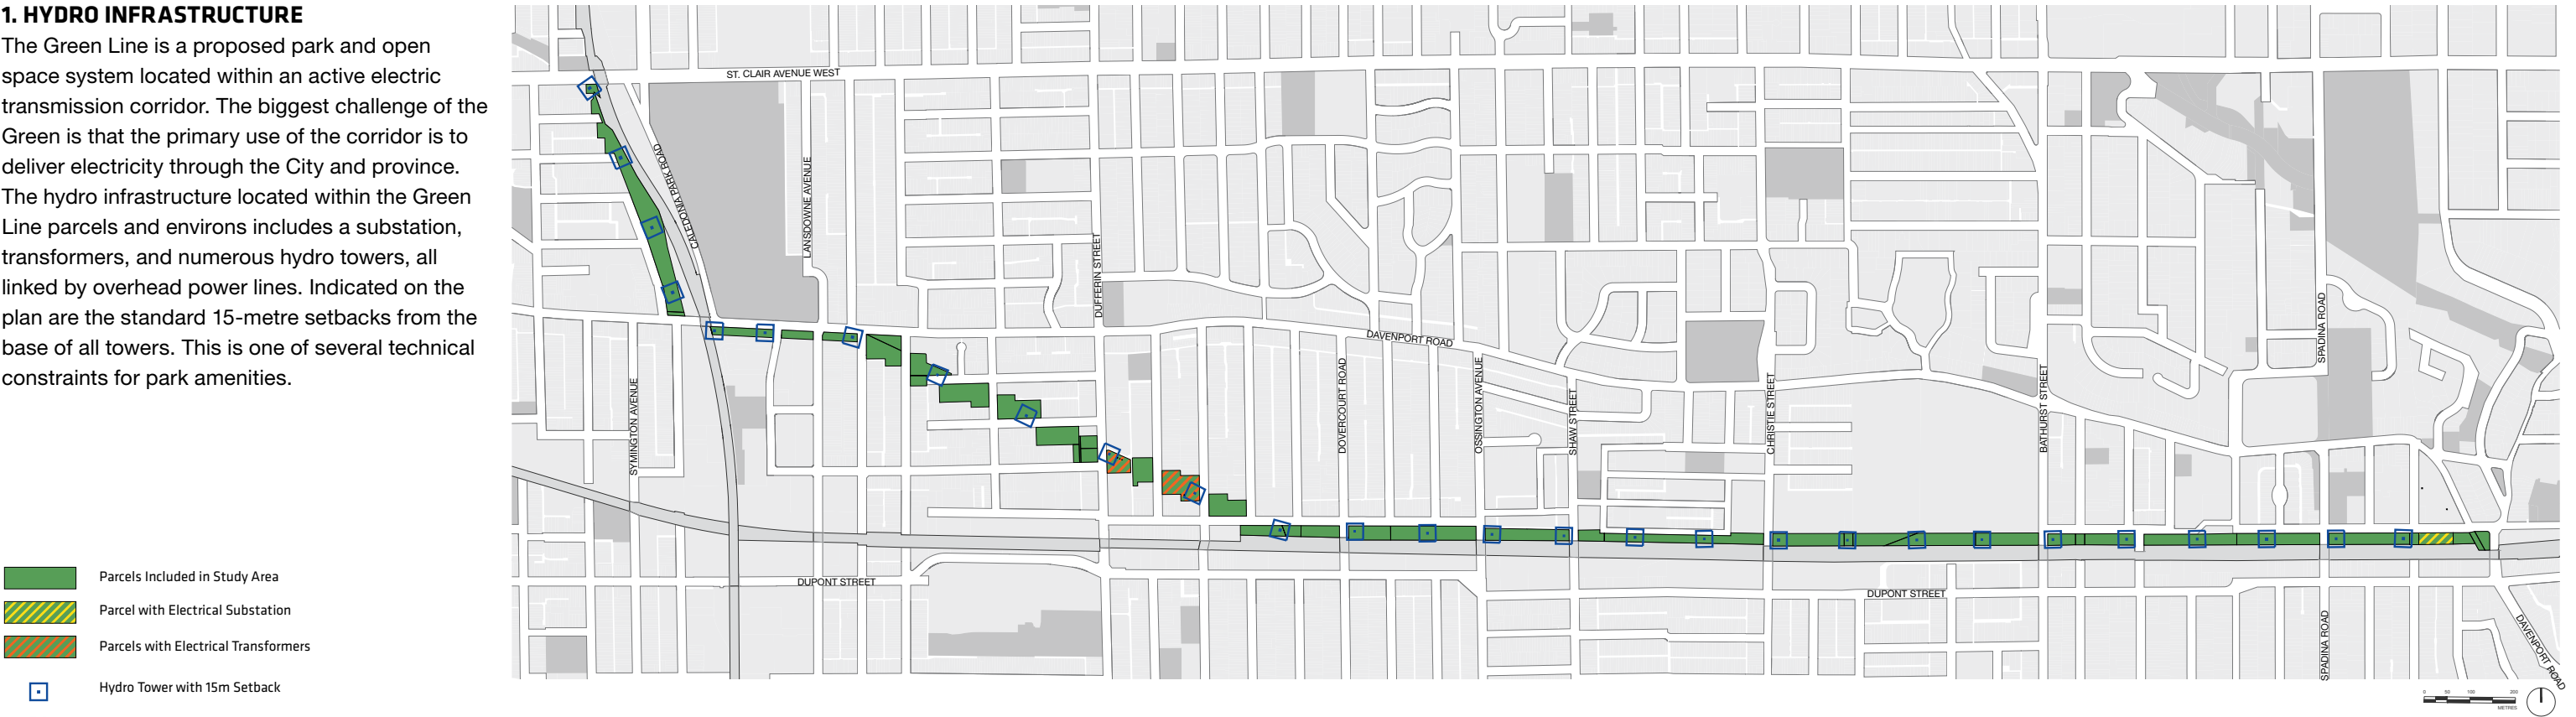 1. HYDRO INFRASTRUCTURE
The Green Line is a proposed park and open
space system located within an active electric
transmission corridor. The biggest challenge of the
Green is that the primary use of the corridor is to
deliver electricity through the City and province.
The hydro infrastructure located within the Green
Line parcels and environs includes a substation,
transformers, and numerous hydro towers, all
linked by overhead power lines. Indicated on the
plan are the standard 15-metre setbacks from the
base of all towers. This is one of several technical
constraints for park amenities.
Parcels Included in Study Area
Parcel with Electrical Substation
Parcels with Electrical Transformers
Hydro Tower with 15m Setback
ST. CLAIR AVENUE WEST
CALEDONIA PARK ROAD
LANSDOWNE AVENUE
DUFFERIN STREET
DAVENPORT ROAD
SYMINGTON AVENUE
DOVERCOURT ROAD
OSSINGTON AVENUE
SHAW STREET
CHRISTIE STREET
BATHURST STREET
SPADINA ROAD
DUPONT STREET
DUPONT STREET
SPADINA ROAD
DAVENPORT ROAD
0 50 100 200
METRES